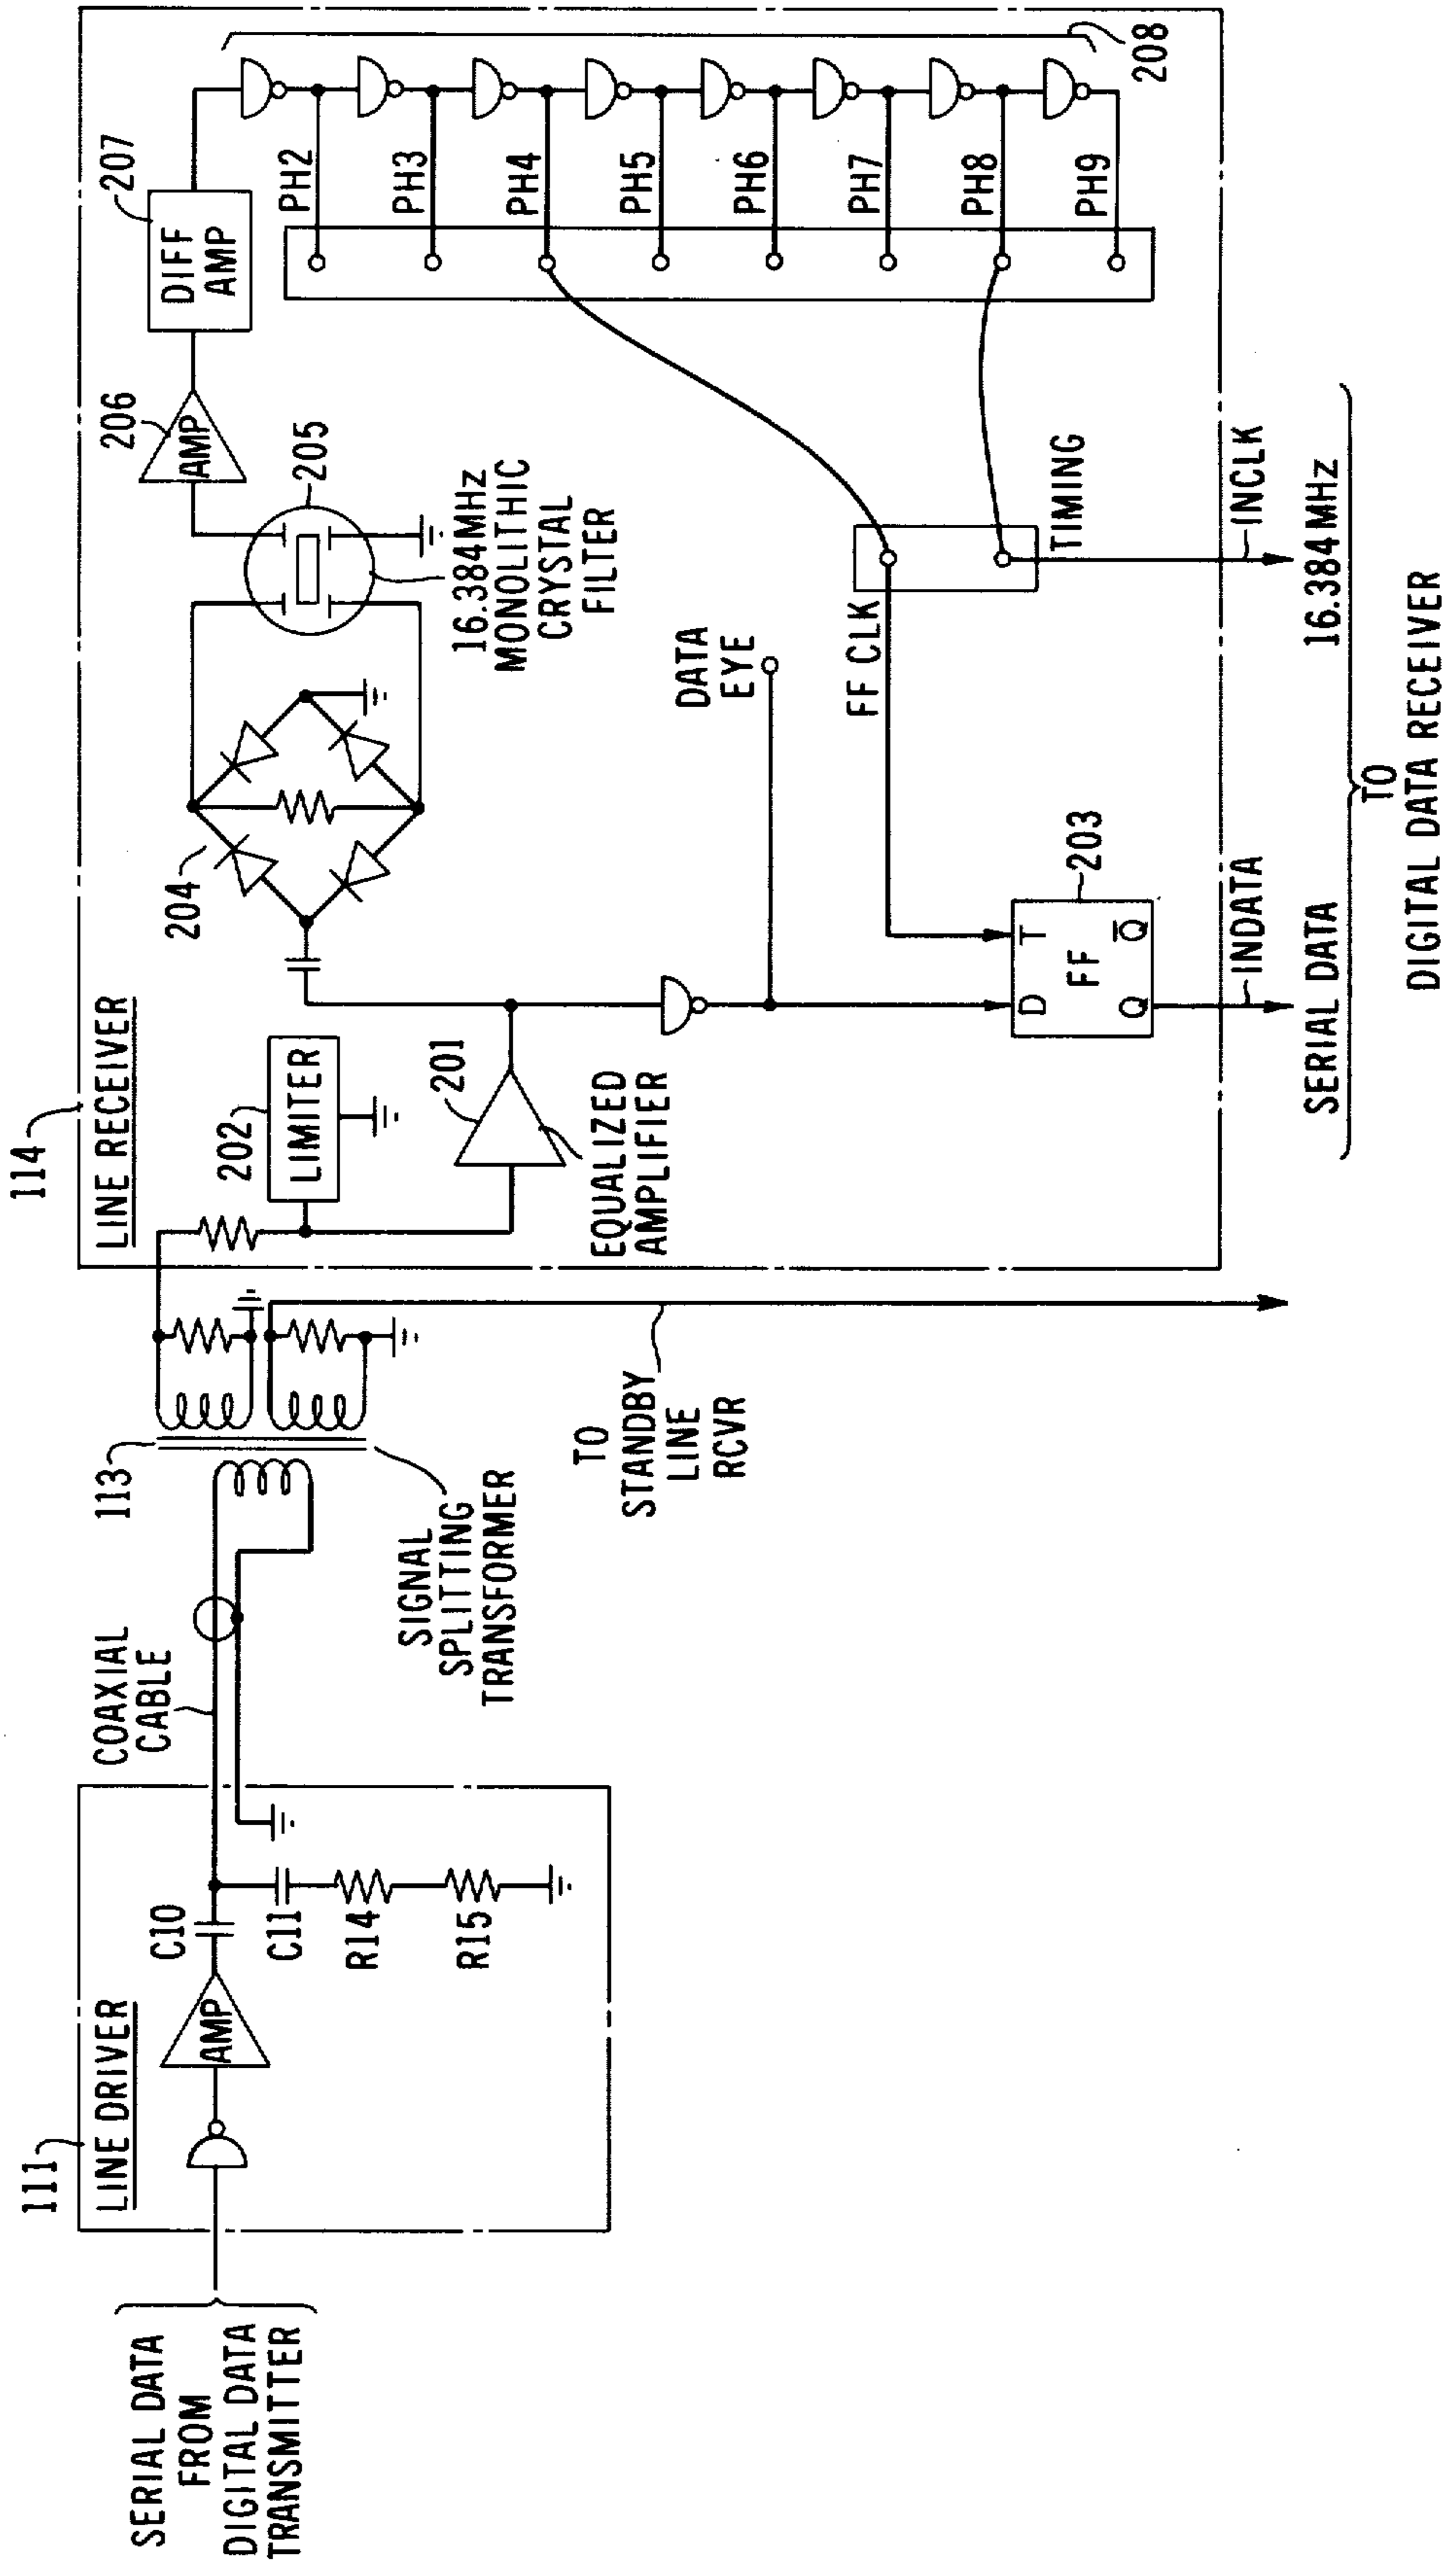 111
LINE DRIVER
SERIAL DATA
FROM
DIGITAL DATA
TRANSMITTER
AMP
C10
C11
R14
R15
COAXIAL
CABLE
113
SIGNAL
SPLITTING
TRANSFORMER
TO
STANDBY
LINE
RCVR
114
LINE RECEIVER
202
LIMITER
201
EQUALIZED
AMPLIFIER
204
205
16.384MHz
MONOLITHIC
CRYSTAL
FILTER
206
AMP
207
DIFF
AMP
PH2
PH3
PH4
PH5
PH6
PH7
PH8
PH9
208
DATA
EYE
FF CLK
TIMING
203
D
T
FF
Q
Q̅
INDATA
INCLK
SERIAL DATA
16.384MHz
TO
DIGITAL DATA RECEIVER